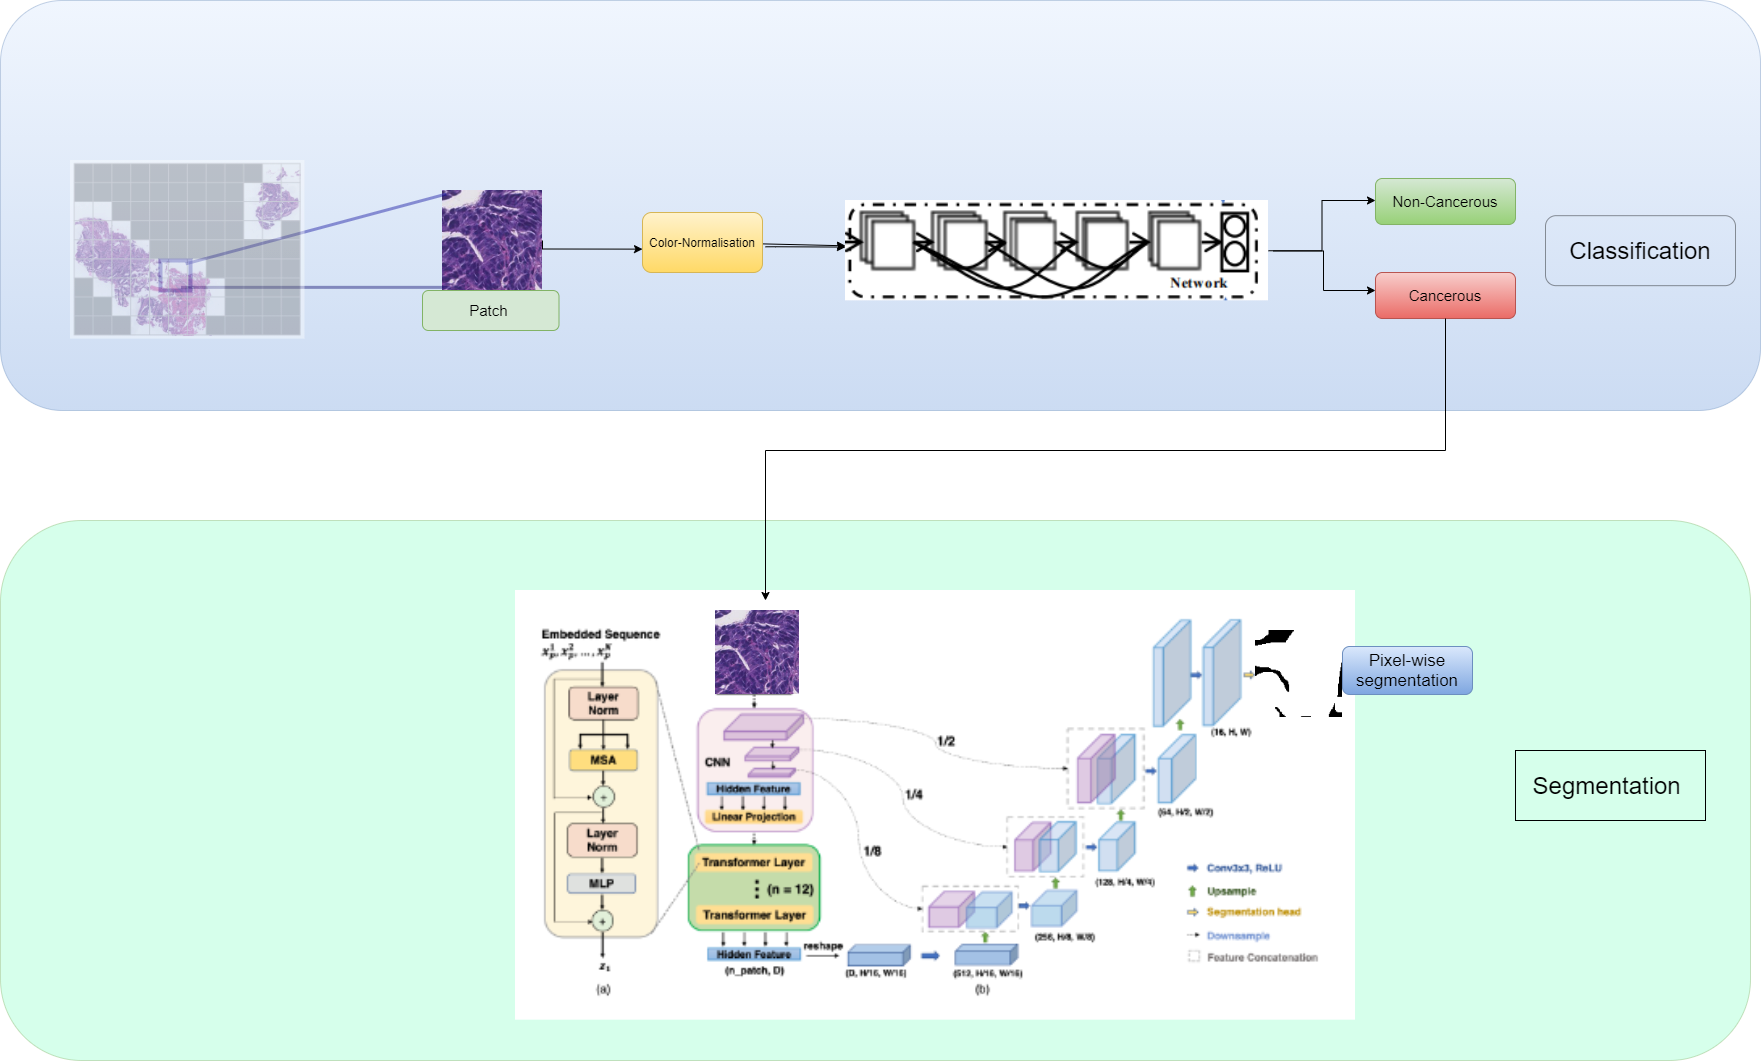 Patch
Color-Normalisation
Network
Non-Cancerous
Cancerous
Classification
Embedded Sequence
x_p^1, x_p^2, ..., x_p^N
Layer
Norm
MSA
+
Layer
Norm
MLP
+
z_1
(a)
CNN
Hidden Feature
Linear Projection
Transformer Layer
(n = 12)
Transformer Layer
Hidden Feature
(n_patch, D)
reshape
(D, H/16, W/16)
(512, H/16, W/16)
(b)
1/2
1/4
1/8
(256, H/8, W/8)
(128, H/4, W/4)
(64, H/2, W/2)
(16, H, W)
Pixel-wise
segmentation
Conv3x3, ReLU
Upsample
Segmentation head
Downsample
Feature Concatenation
Segmentation